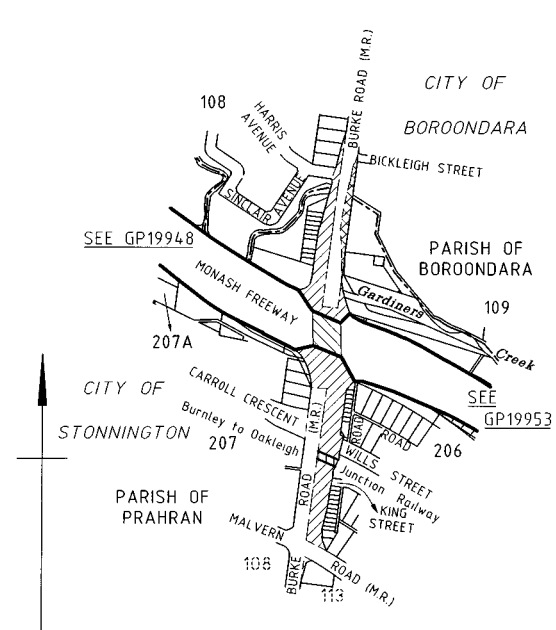 BURKE ROAD (M.R.)
CITY OF
BOROONDARA
108
HARRIS
AVENUE
BICKLEIGH STREET
SINCLAIR AVENUE
SEE GP19948
PARISH OF
BOROONDARA
MONASH FREEWAY
Gardiners
Creek
109
207A
SEE
GP19953
CITY OF
STONNINGTON
CARROLL CRESCENT
Burnley to Oakleigh
207
ROAD
ROAD
206
WILLS STREET
Junction Railway
KING
STREET
PARISH OF
PRAHRAN
BURKE ROAD (M.R.)
MALVERN ROAD (M.R.)
108
113